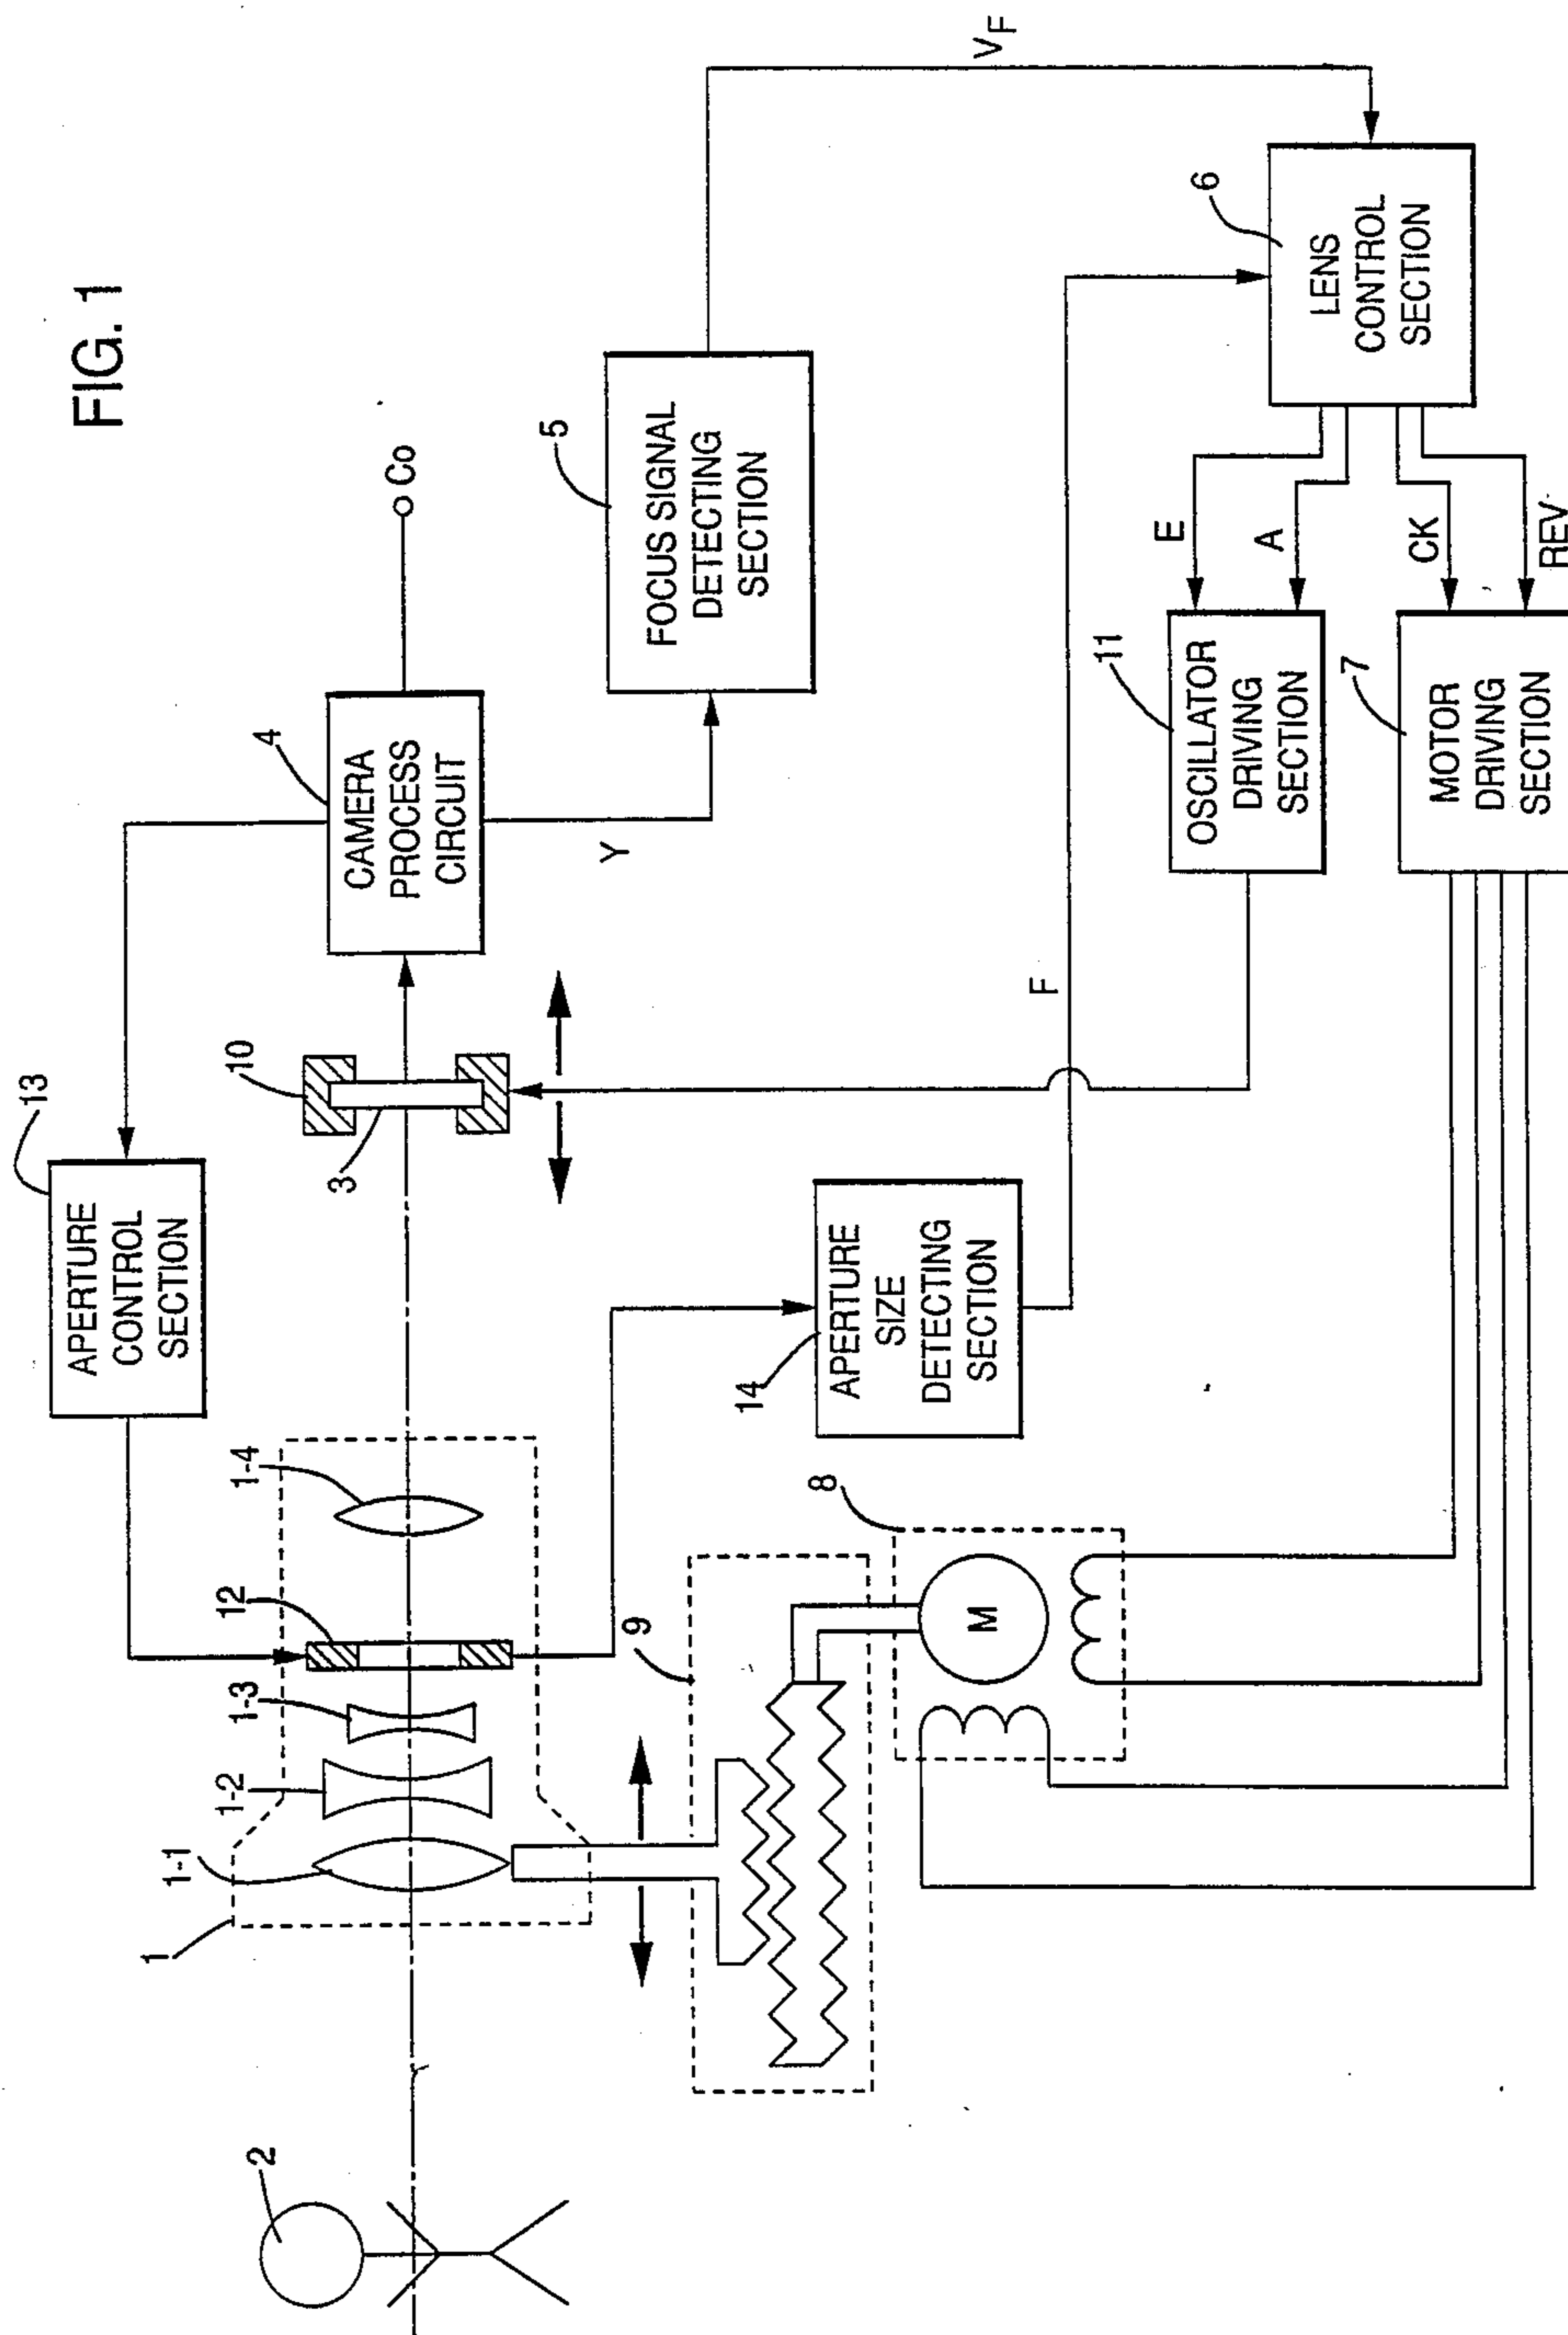 FIG. 1
13
APERTURE
CONTROL
SECTION
4
CAMERA
PROCESS
CIRCUIT
Co
10
3
Y
5
FOCUS SIGNAL
DETECTING
SECTION
VF
2
1
1-1
1-2
1-3
12
1-4
14
APERTURE
SIZE
DETECTING
SECTION
F
6
LENS
CONTROL
SECTION
E
A
CK
REV
11
OSCILLATOR
DRIVING
SECTION
7
MOTOR
DRIVING
SECTION
8
M
9